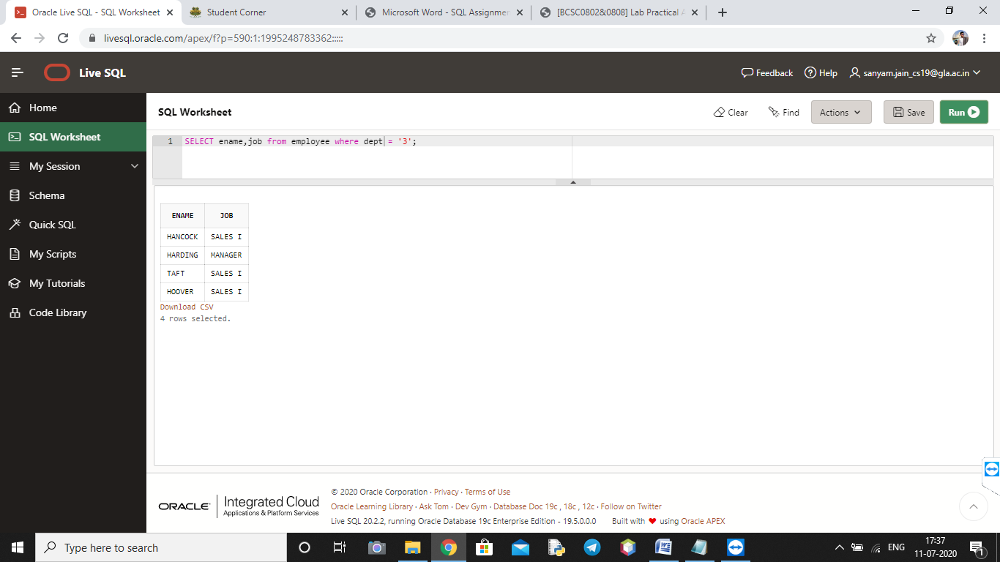 Oracle Live SQL - SQL Worksheet
Student Corner
Microsoft Word - SQL Assignmen
[BCSC0802&0808] Lab Practical A
livesql.oracle.com/apex/f?p=590:1:1995248783362:::::
Live SQL
Feedback
Help
sanyam.jain_cs19@gla.ac.in
Home
SQL Worksheet
My Session
Schema
Quick SQL
My Scripts
My Tutorials
Code Library
SQL Worksheet
Clear
Find
Actions
Save
Run
1 SELECT ename,job from employee where dept = '3';
ENAME JOB
HANCOCK SALES I
HARDING MANAGER
TAFT SALES I
HOOVER SALES I
Download CSV
4 rows selected.
ORACLE Integrated Cloud
Applications & Platform Services
© 2020 Oracle Corporation · Privacy · Terms of Use
Oracle Learning Library · Ask Tom · Dev Gym · Database Doc 19c , 18c , 12c · Follow on Twitter
Live SQL 20.2.2, running Oracle Database 19c Enterprise Edition - 19.5.0.0.0 Built with ❤ using Oracle APEX
Type here to search
ENG
17:37
11-07-2020
1